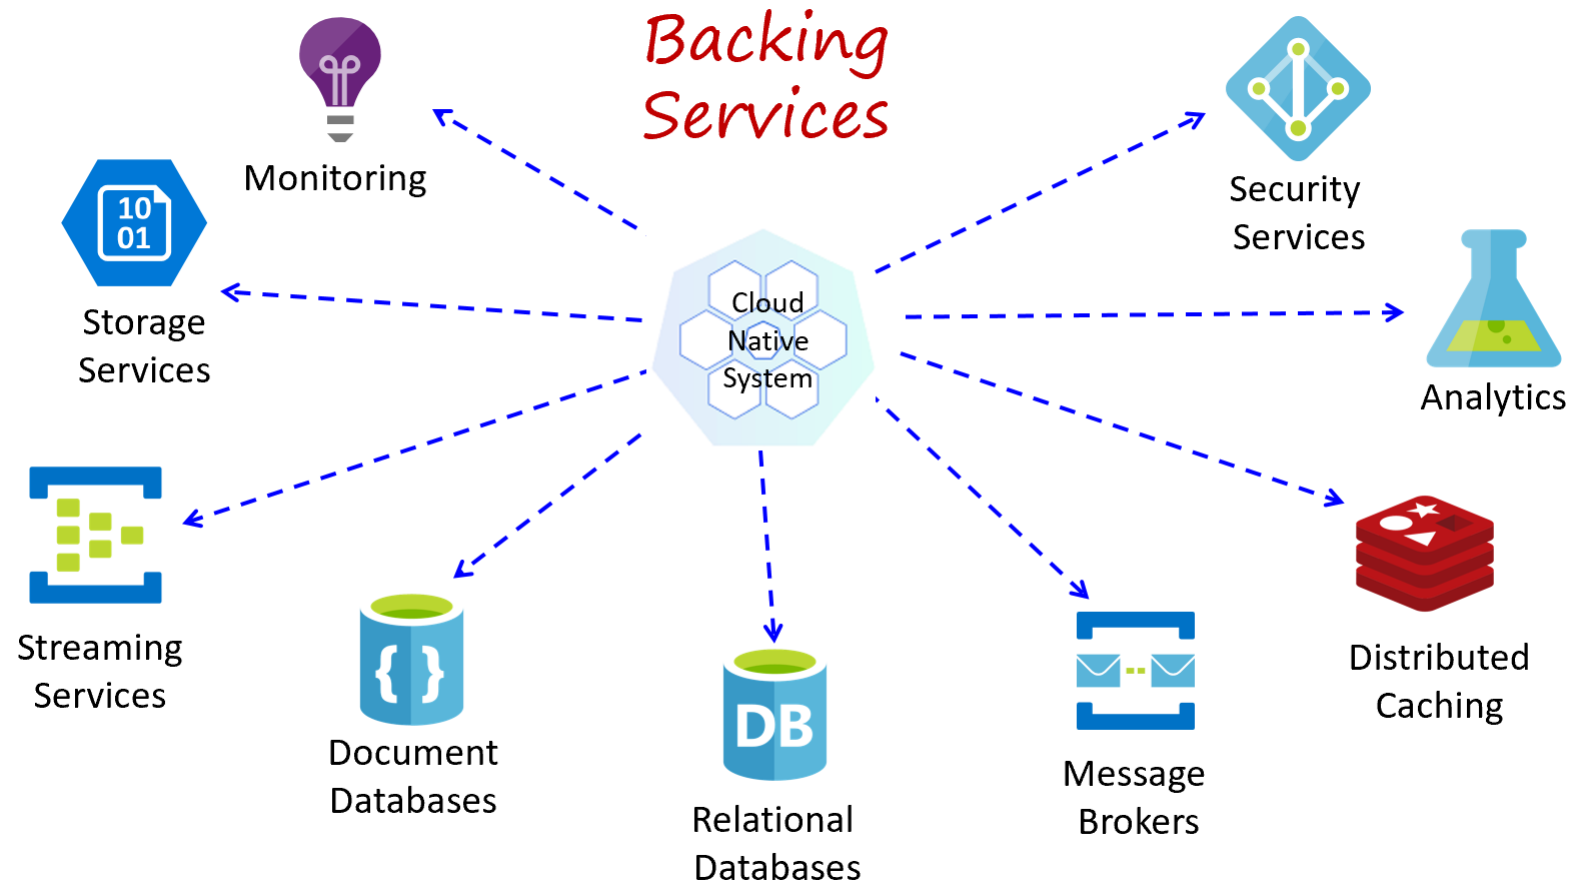 Backing
Services
Monitoring
Security
Services
10
01
Storage
Services
Cloud
Native
System
Analytics
Streaming
Services
Document
Databases
DB
Relational
Databases
Message
Brokers
Distributed
Caching
{ }